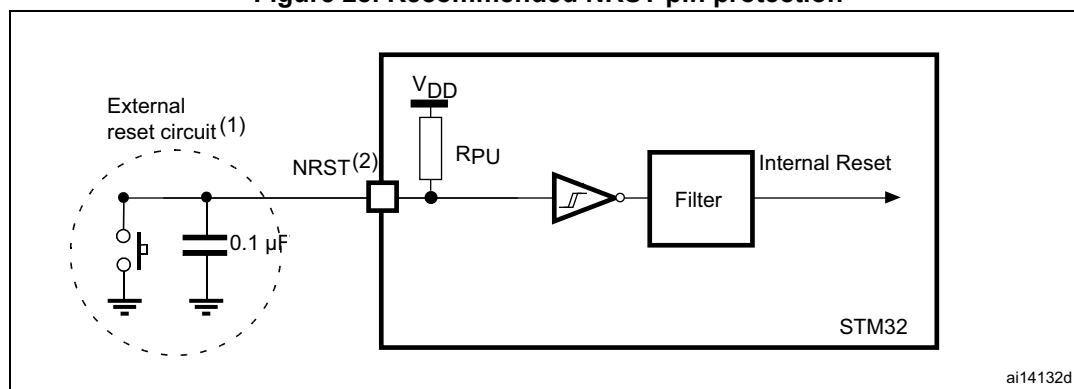 Figure Recommended NRST pin protection
External
reset circuit(1)
VDD
RPU
NRST(2)
0.1 µF
Filter
Internal Reset
STM32
ai14132d